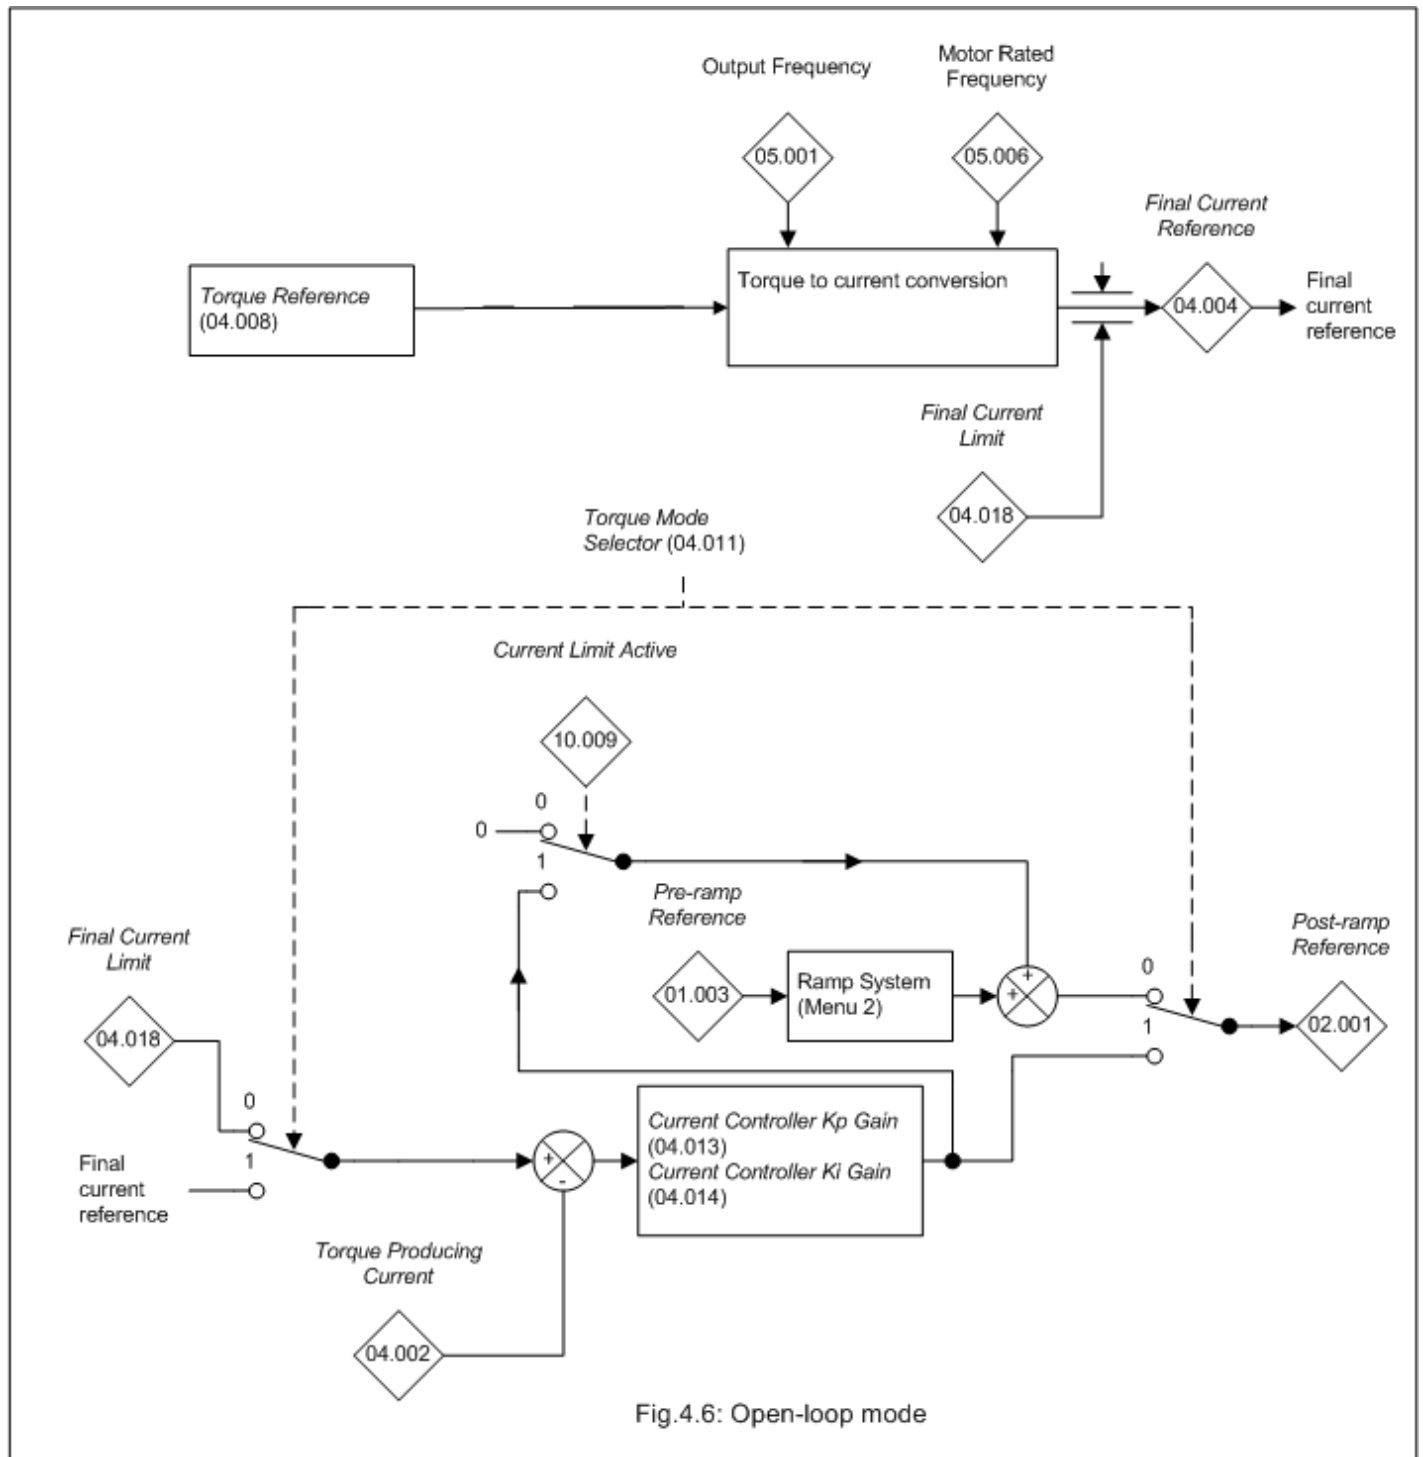 Output Frequency
Motor Rated
Frequency
05.001
05.006
Final Current
Reference
Torque Reference
(04.008)
Torque to current conversion
04.004
Final
current
reference
Final Current
Limit
04.018
Torque Mode
Selector (04.011)
Current Limit Active
10.009
0
0
1
Pre-ramp
Reference
01.003
Ramp System
(Menu 2)
+
+
Post-ramp
Reference
0
1
02.001
Final Current
Limit
04.018
0
1
Final
current
reference
+
-
Current Controller Kp Gain
(04.013)
Current Controller Ki Gain
(04.014)
Torque Producing
Current
04.002
Fig.4.6: Open-loop mode